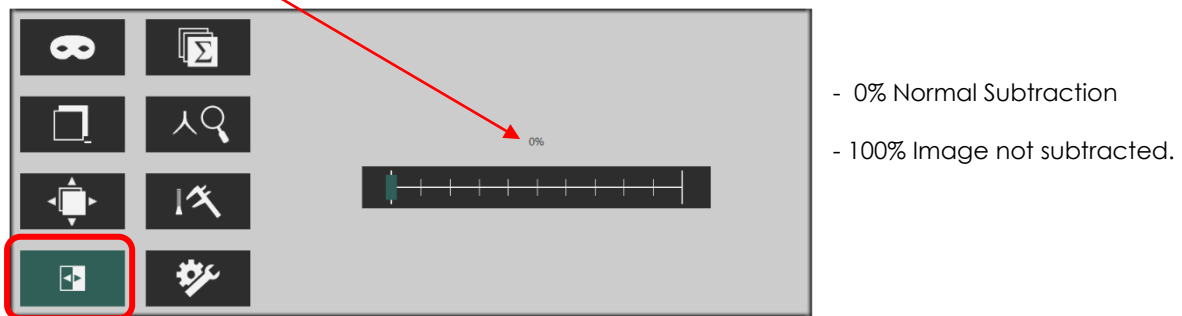 Σ
0%
- 0% Normal Subtraction
- 100% Image not subtracted.